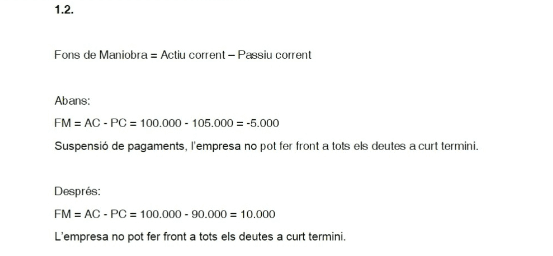 1.2.
Fons de Maniobra = Actiu corrent – Passiu corrent
Abans:
FM = AC - PC = 100.000 - 105.000 = -5.000
Suspensió de pagaments, l'empresa no pot fer front a tots els deutes a curt termini.
Després:
FM = AC - PC = 100.000 - 90.000 = 10.000
L'empresa no pot fer front a tots els deutes a curt termini.